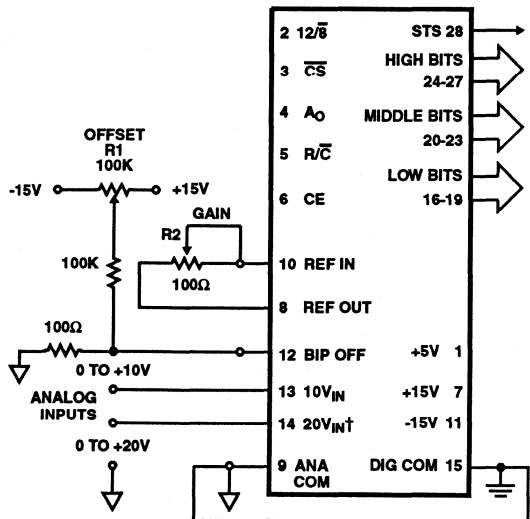 2 12/8̅
STS 28
HIGH BITS
24-27
3 C̅S̅
4 AO
MIDDLE BITS
20-23
5 R/C̅
LOW BITS
16-19
6 CE
OFFSET
R1
100K
-15V
+15V
GAIN
R2
100Ω
10 REF IN
100K
8 REF OUT
100Ω
12 BIP OFF
+5V 1
0 TO +10V
13 10VIN
+15V 7
ANALOG
INPUTS
14 20VIN†
-15V 11
0 TO +20V
9 ANA
COM
DIG COM 15